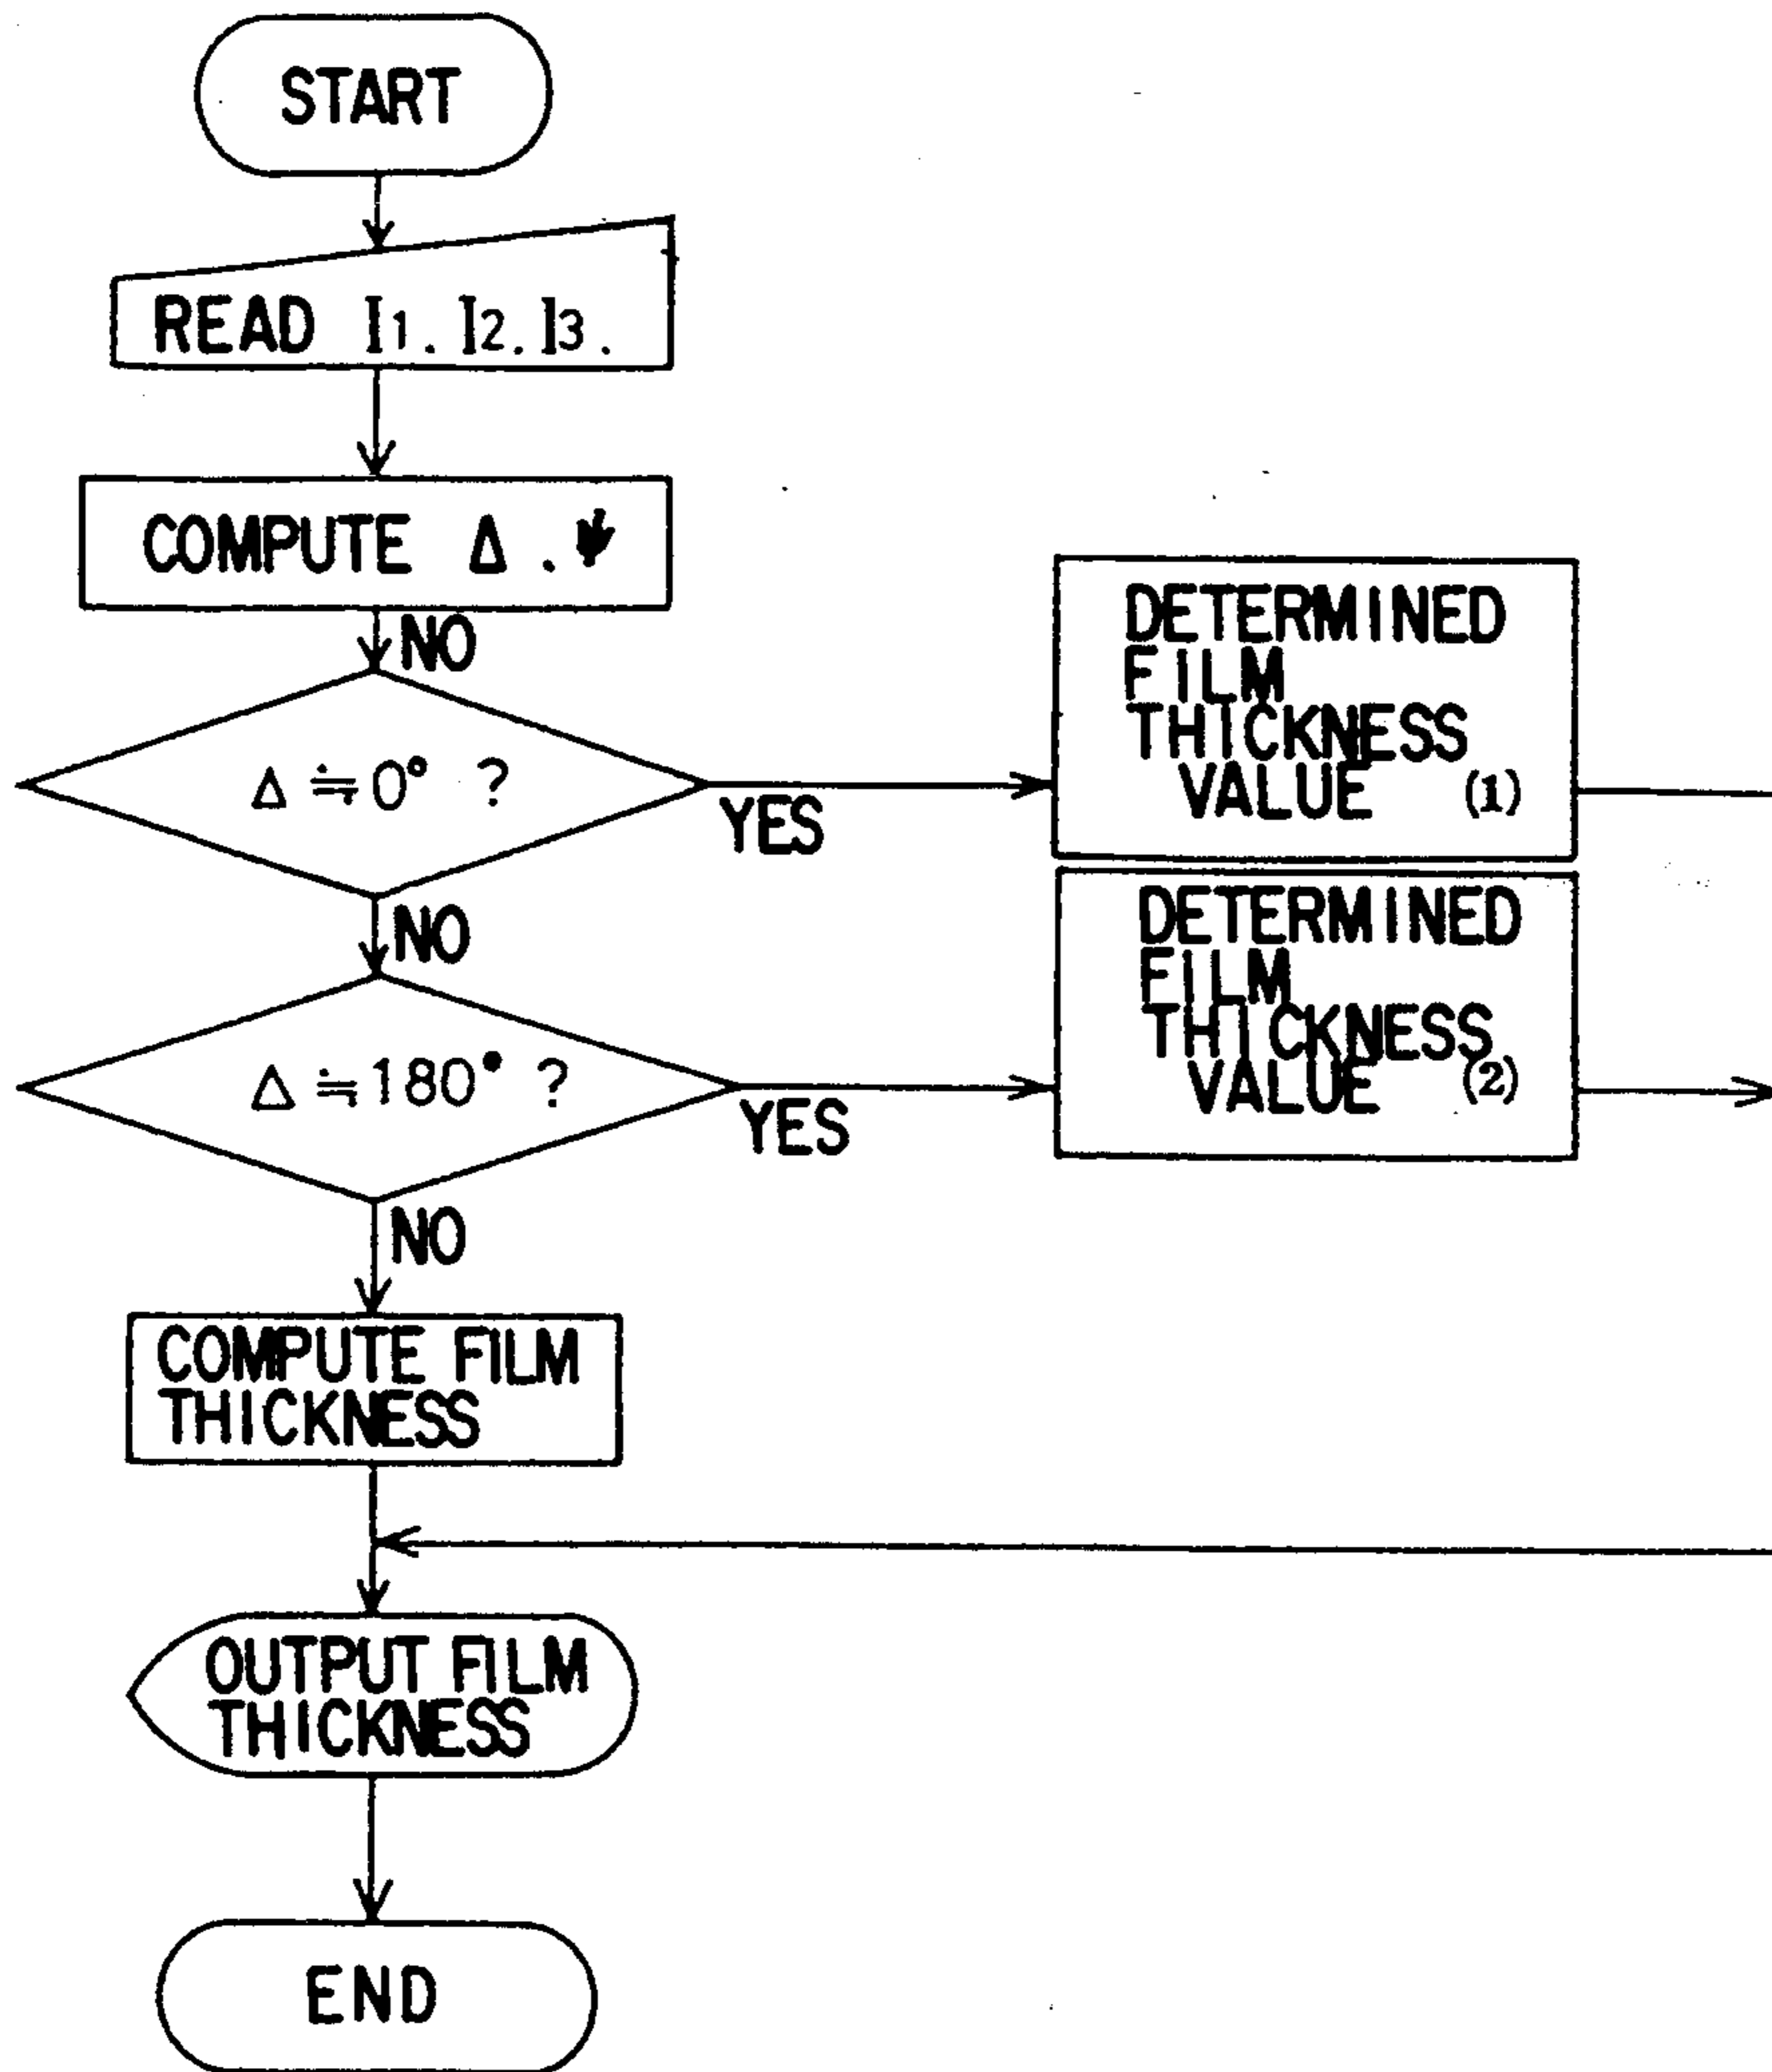 START
READ I1. I2. I3.
COMPUTE Δ . ψ
NO
Δ ≒ 0° ?
YES
DETERMINED
FILM
THICKNESS
VALUE (1)
NO
Δ ≒ 180° ?
YES
DETERMINED
FILM
THICKNESS
VALUE (2)
NO
COMPUTE FILM
THICKNESS
OUTPUT FILM
THICKNESS
END